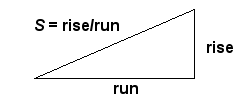 S = rise/run
rise
run